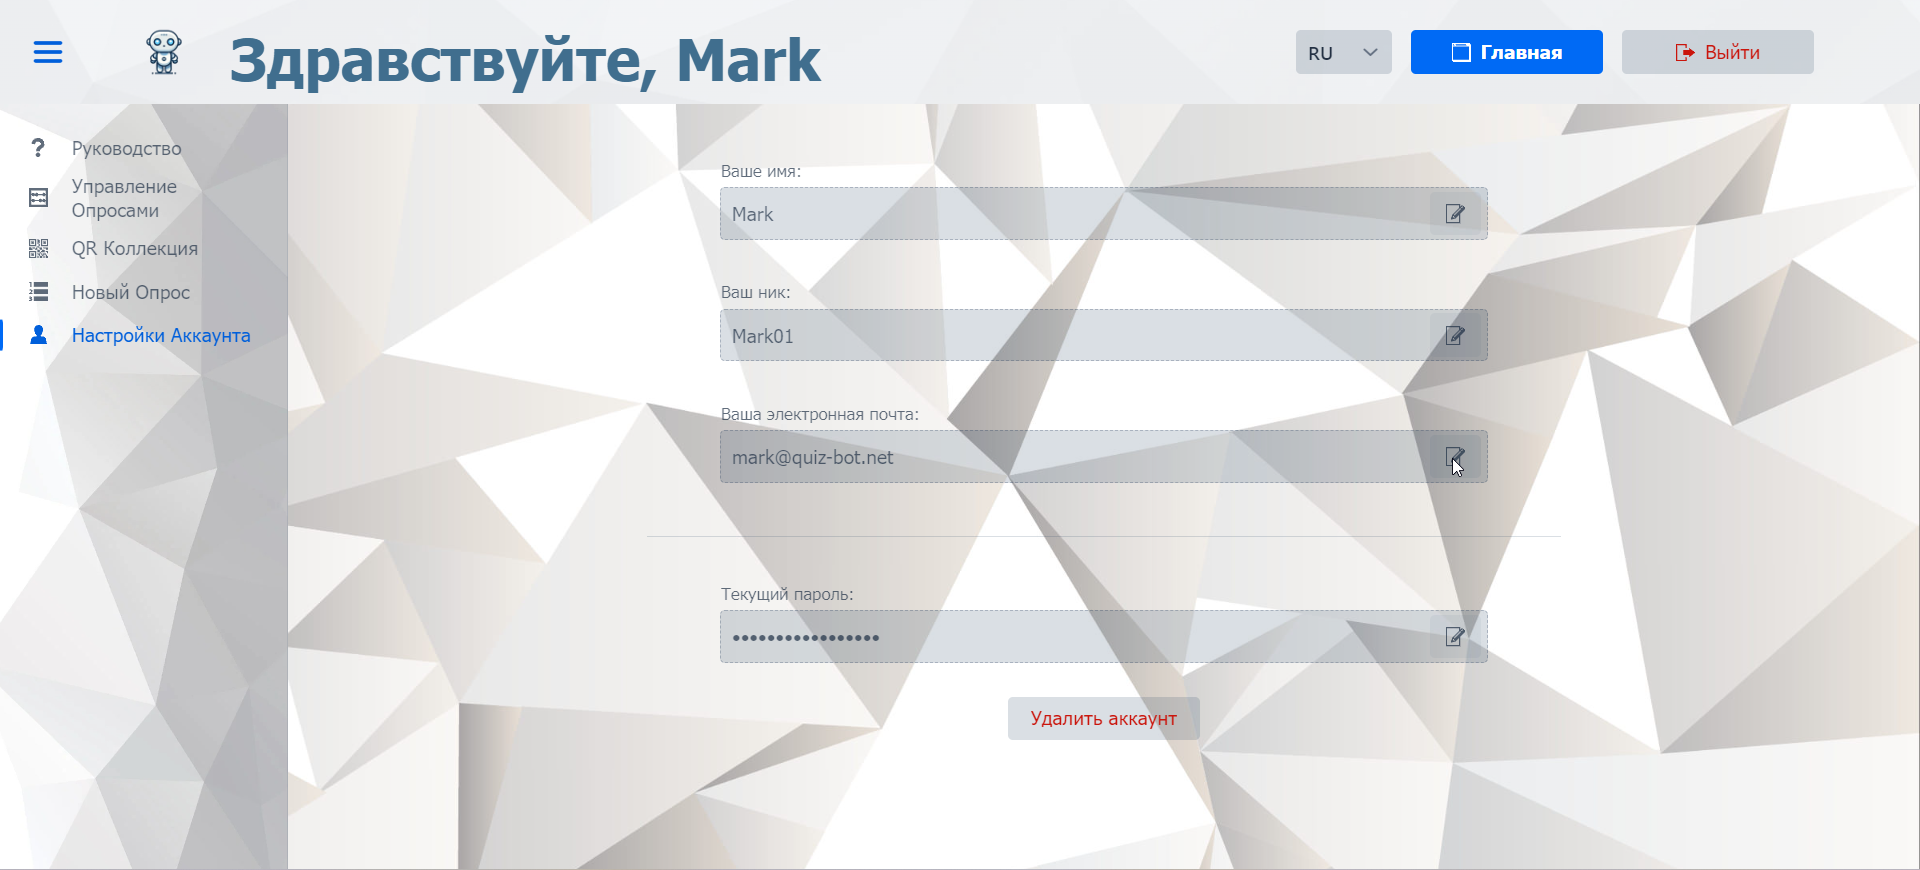 Здравствуйте, Mark
RU
Главная
Выйти
Руководство
Управление
Опросами
QR Коллекция
Новый Опрос
Настройки Аккаунта
Ваше имя:
Mark
Ваш ник:
Mark01
Ваша электронная почта:
mark@quiz-bot.net
Текущий пароль:
•••••••••••••••••
Удалить аккаунт